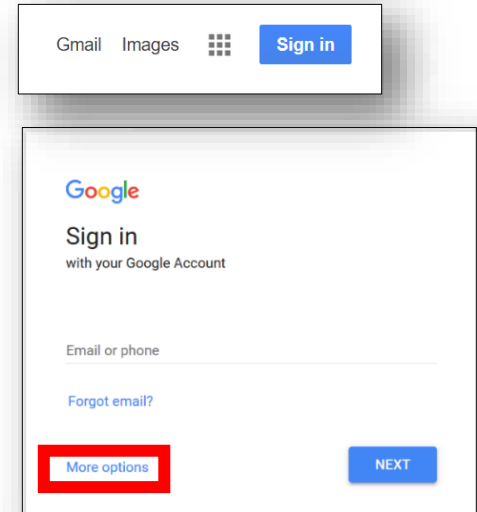 Gmail Images Sign in
Google
Sign in
with your Google Account
Email or phone
Forgot email?
More options NEXT